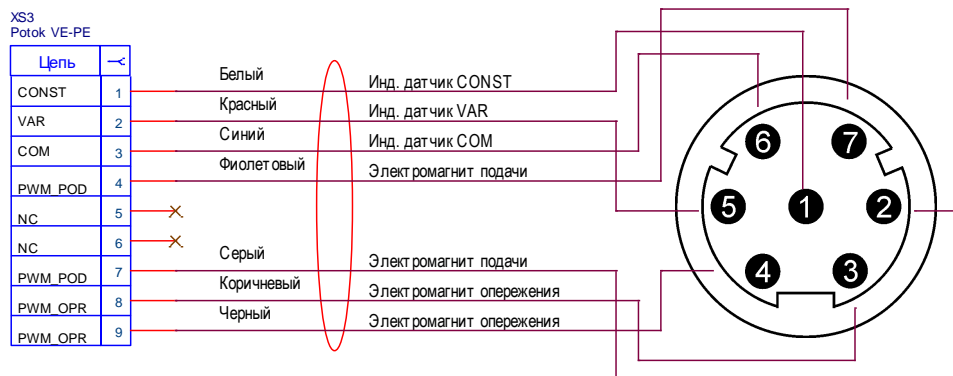 XS3
Potok VE-PE
Цепь
CONST 1 Белый Инд. датчик CONST
VAR 2 Красный Инд. датчик VAR
COM 3 Синий Инд. датчик COM
PWM_POD 4 Фиолетовый Электромагнит подачи
NC 5
NC 6
PWM_POD 7 Серый Электромагнит подачи
PWM_OPR 8 Коричневый Электромагнит опережения
PWM_OPR 9 Черный Электромагнит опережения
6 7
5 1 2
4 3